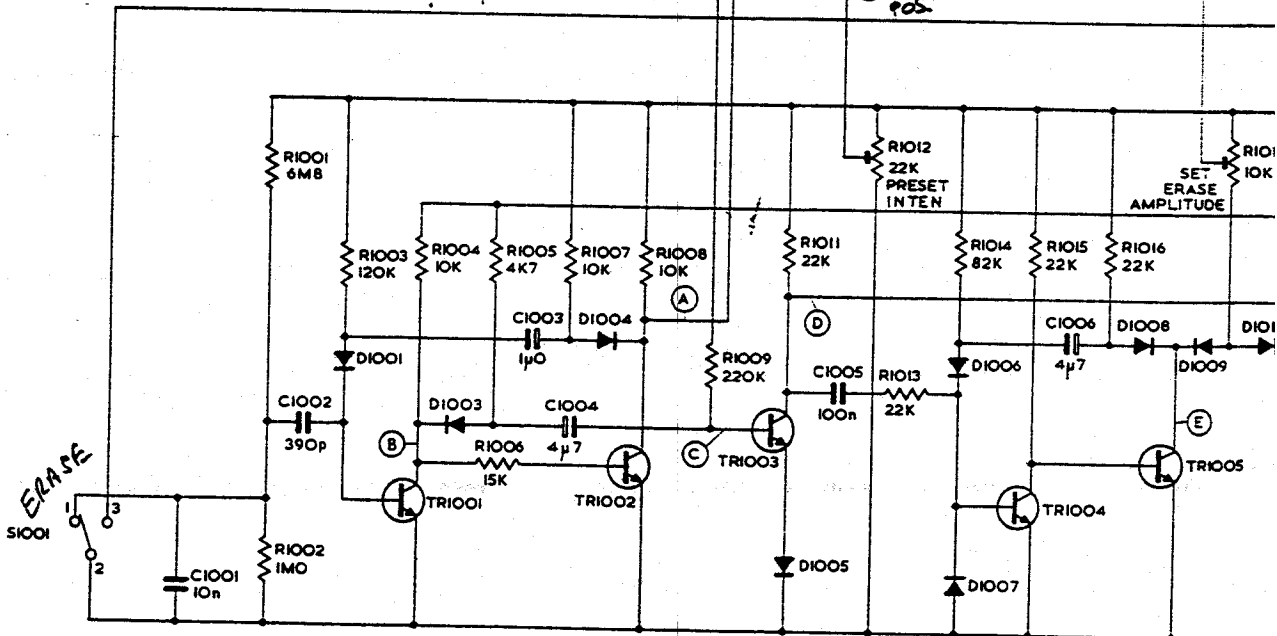 pos.
R1001
6M8
R1003
120K
R1004
10K
R1005
4K7
R1007
10K
R1008
10K
A
R1011
22K
R1012
22K
PRESET
INTEN
R1014
82K
R1015
22K
R1016
22K
SET
ERASE
AMPLITUDE
R101
10K
C1003
1µ0
D1004
D1001
R1009
220K
D
C1005
100n
R1013
22K
D1006
C1006
4µ7
D1008
D1009
D101
C1002
390p
D1003
C1004
4µ7
B
R1006
15K
C
TR1003
E
TR1005
TR1001
TR1002
TR1004
ERASE
1
3
S1001
2
C1001
10n
R1002
1M0
D1005
D1007